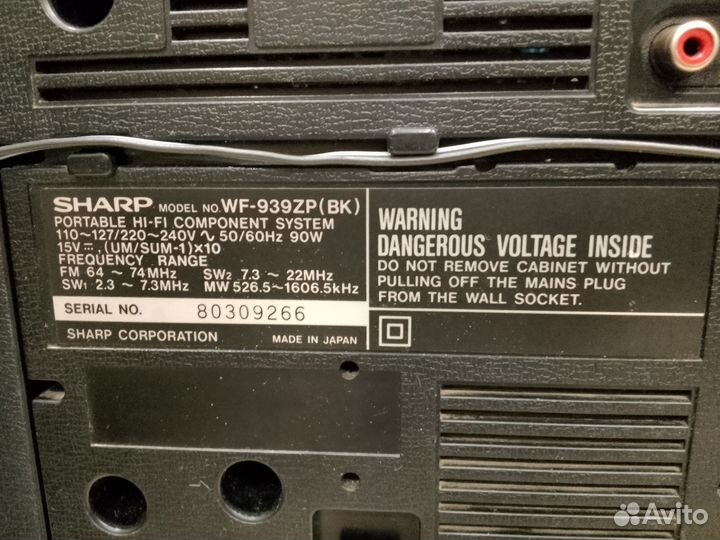 SHARP MODEL NO. WF-939ZP(BK)
PORTABLE HI-FI COMPONENT SYSTEM
110~127/220~240V ∿ 50/60Hz 90W
15V ⎓, (UM/SUM-1)×10
FREQUENCY RANGE
FM 64 ~ 74MHz SW₂ 7.3 ~ 22MHz
SW₁ 2.3 ~ 7.3MHz MW 526.5~1606.5kHz
SERIAL NO. 80309266
SHARP CORPORATION MADE IN JAPAN
WARNING
DANGEROUS VOLTAGE INSIDE
DO NOT REMOVE CABINET WITHOUT
PULLING OFF THE MAINS PLUG
FROM THE WALL SOCKET.
Avito